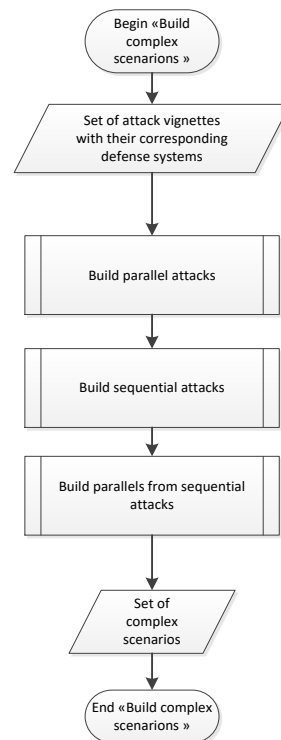 Begin «Build
complex
scenarions »
Set of attack vignettes
with their corresponding
defense systems
Build parallel attacks
Build sequential attacks
Build parallels from sequential
attacks
Set of
complex
scenarios
End «Build complex
scenarions »